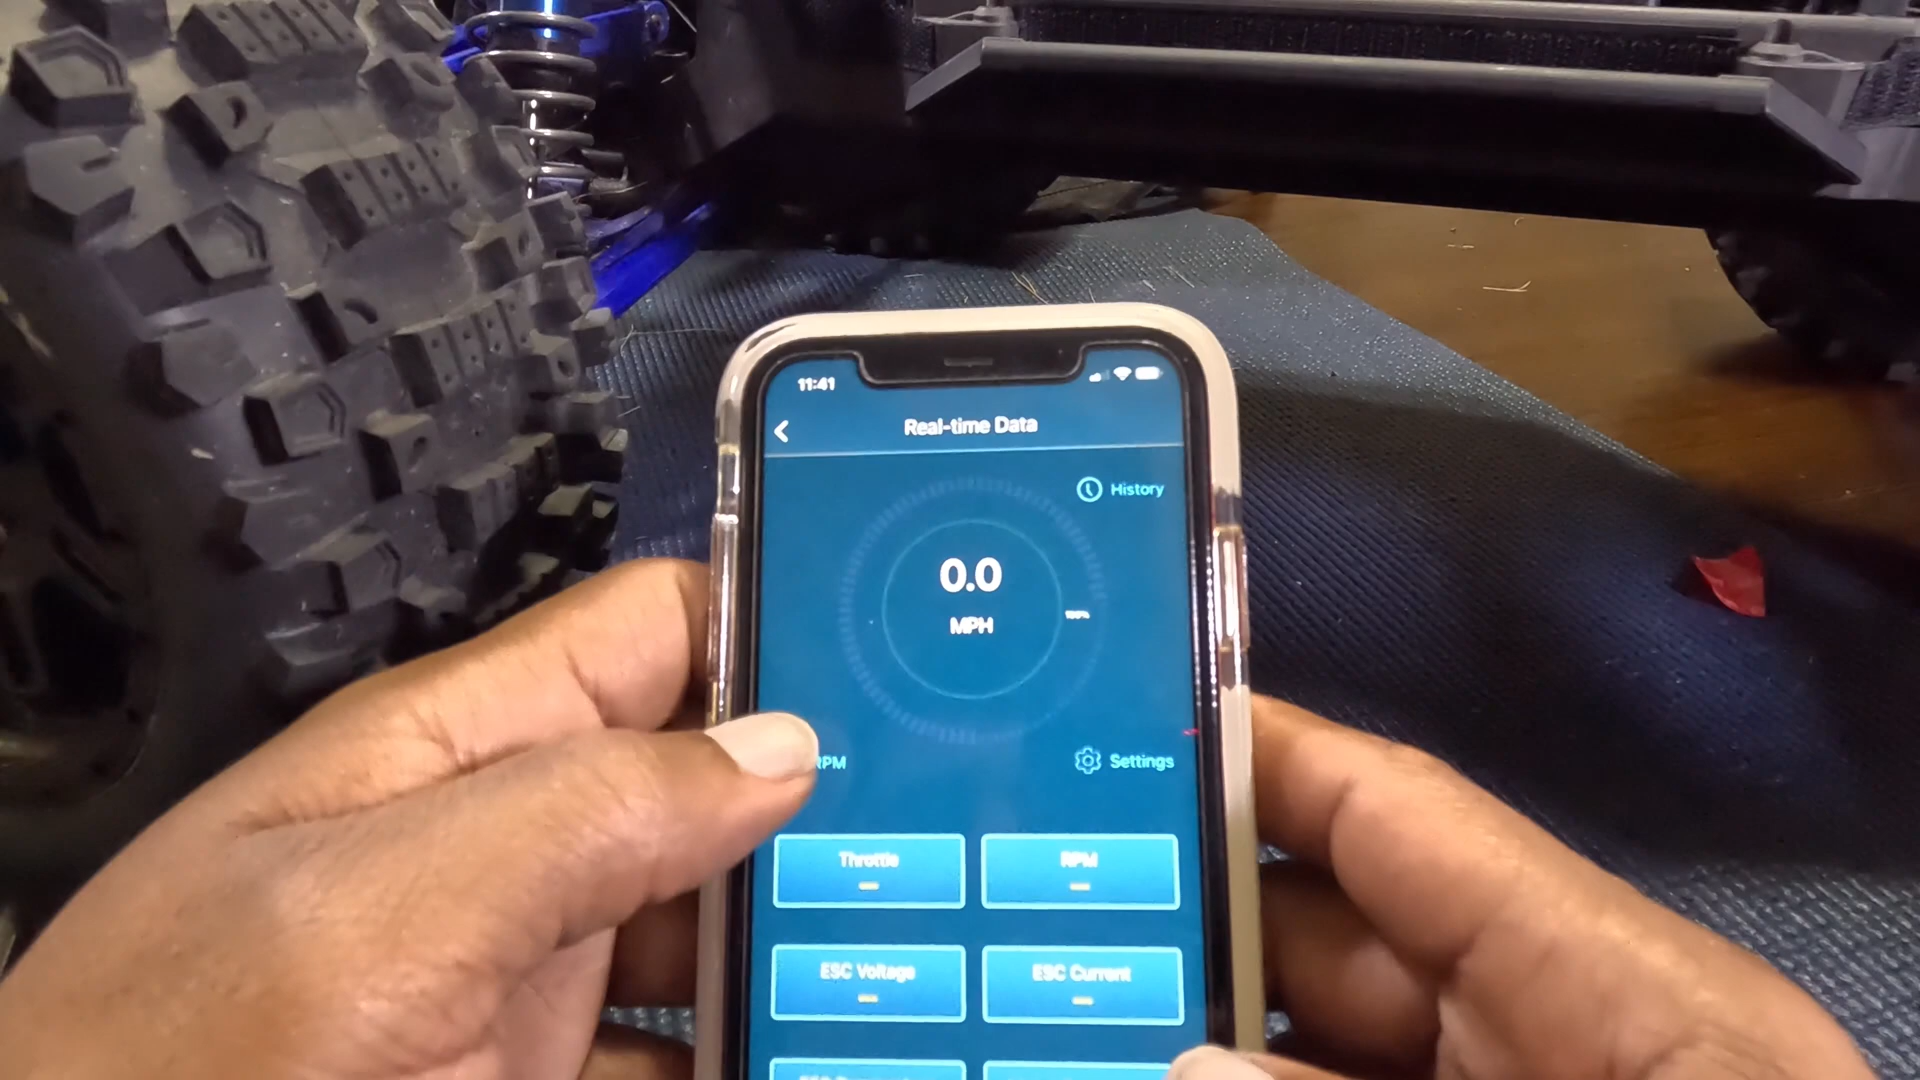 11:41
Real-time Data
History
0.0
MPH
RPM
Settings
Throttle
RPM
ESC Voltage
ESC Current